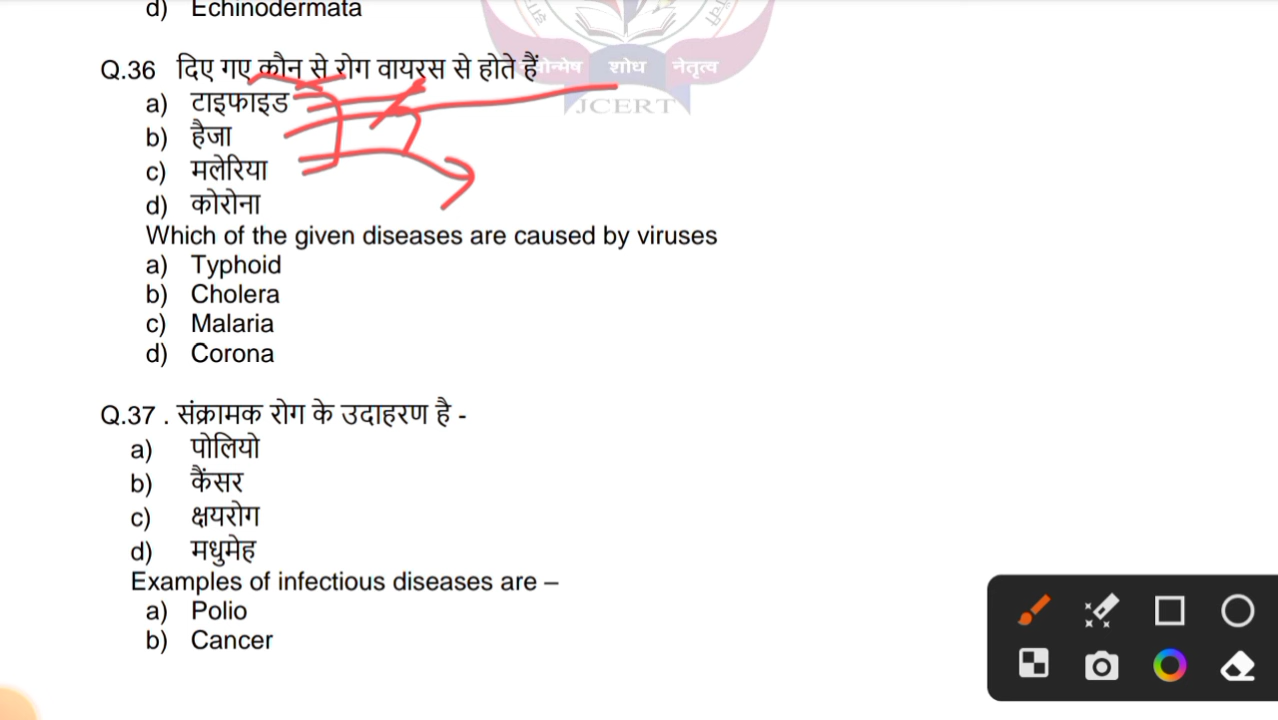 d) Echinodermata
Q.36 दिए गए कौन से रोग वायरस से होते हैं
शोध नेतृत्व
JCERT
a) टाइफाइड
b) हैजा
c) मलेरिया
d) कोरोना
Which of the given diseases are caused by viruses
a) Typhoid
b) Cholera
c) Malaria
d) Corona
Q.37 . संक्रामक रोग के उदाहरण है -
a) पोलियो
b) कैंसर
c) क्षयरोग
d) मधुमेह
Examples of infectious diseases are –
a) Polio
b) Cancer